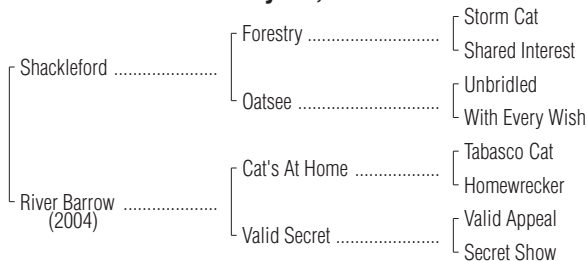 Storm Cat
Forestry
Shared Interest
Shackleford
Unbridled
Oatsee
With Every Wish
Tabasco Cat
Cat's At Home
Homewrecker
River Barrow
(2004)
Valid Appeal
Valid Secret
Secret Show